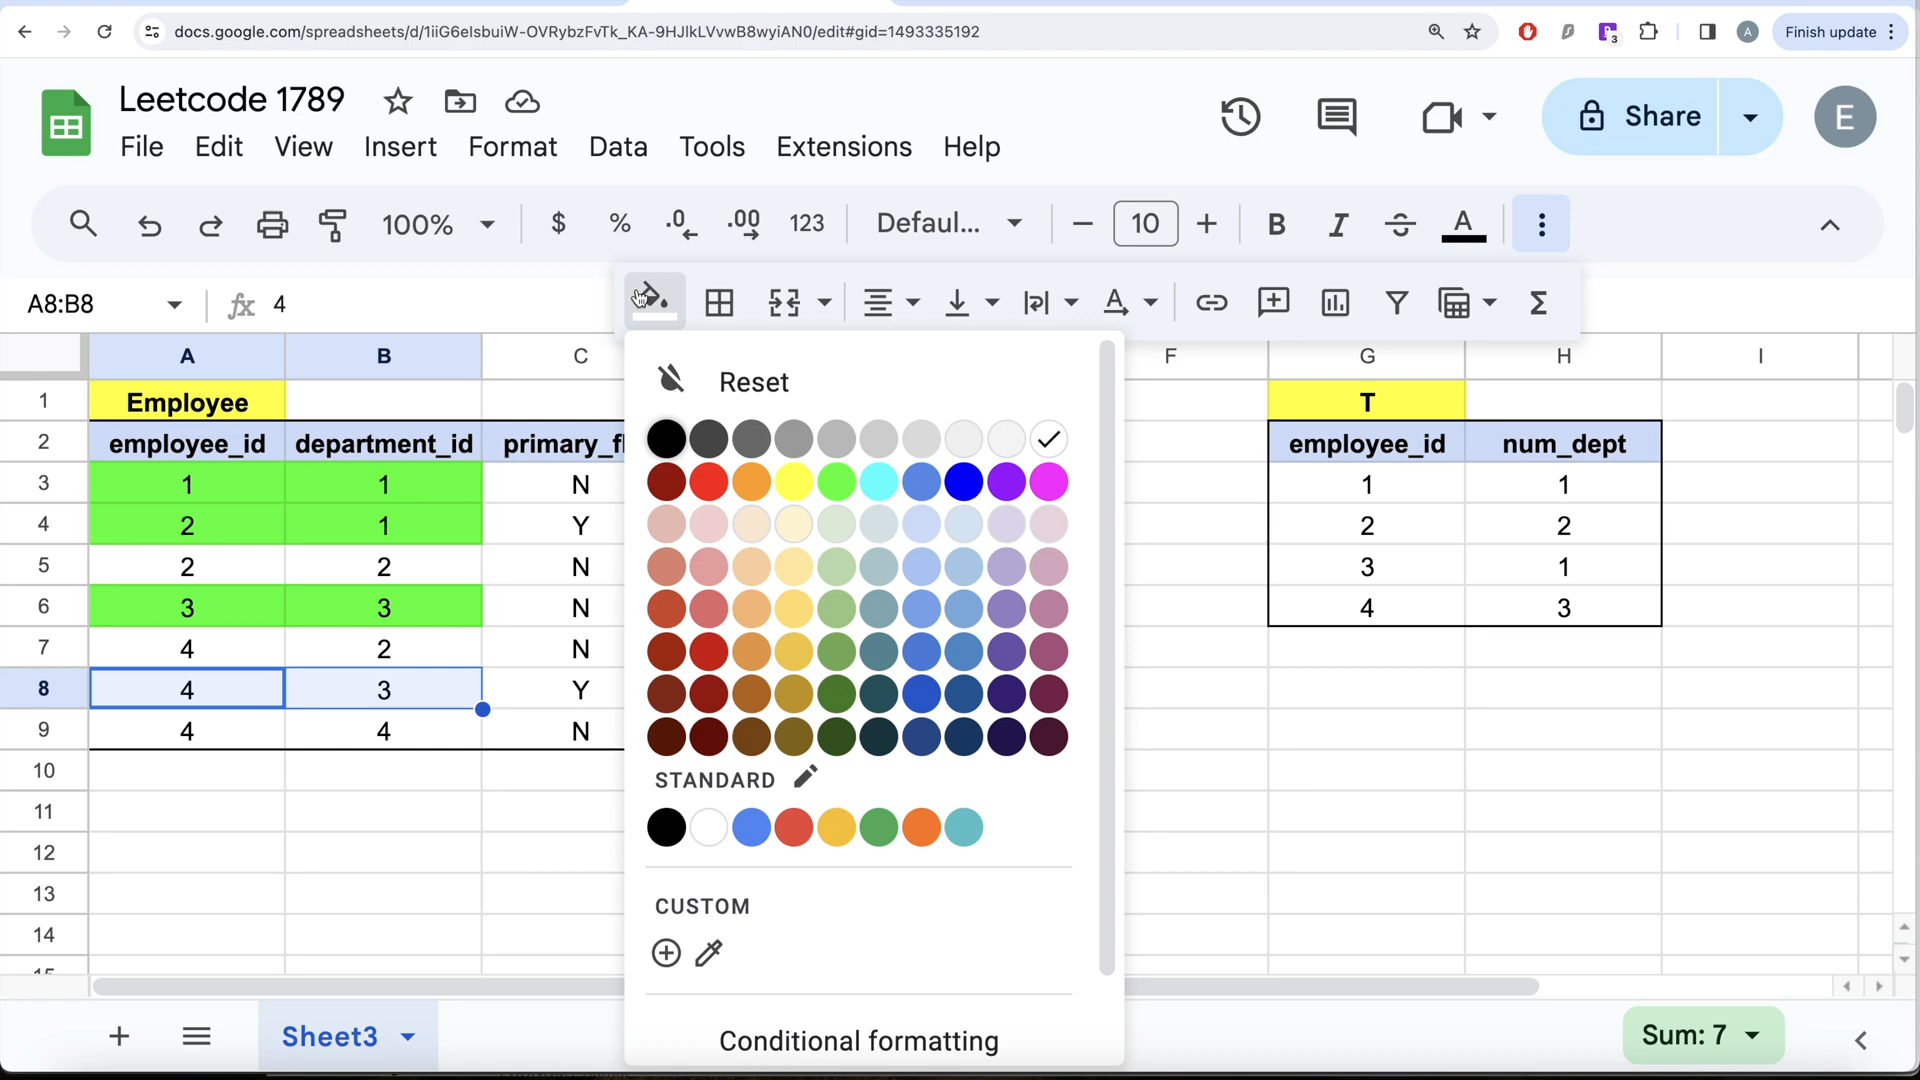 docs.google.com/spreadsheets/d/1iiG6eIsbuiW-OVRybzFvTk_KA-9HJlkLVvwB8wyiAN0/edit#gid=1493335192
3
A
Finish update
Leetcode 1789
File Edit View Insert Format Data Tools Extensions Help
Share
E
100% $ % .0 .00 123 Defaul... 10 B I S A
A8:B8 fx 4
A B C F G H I
1 Employee T
2 employee_id department_id primary_fl employee_id num_dept
3 1 1 N 1 1
4 2 1 Y 2 2
5 2 2 N 3 1
6 3 3 N 4 3
7 4 2 N
8 4 3 Y
9 4 4 N
10
11
12
13
14
15
Reset
STANDARD
CUSTOM
Conditional formatting
Sheet3
Sum: 7